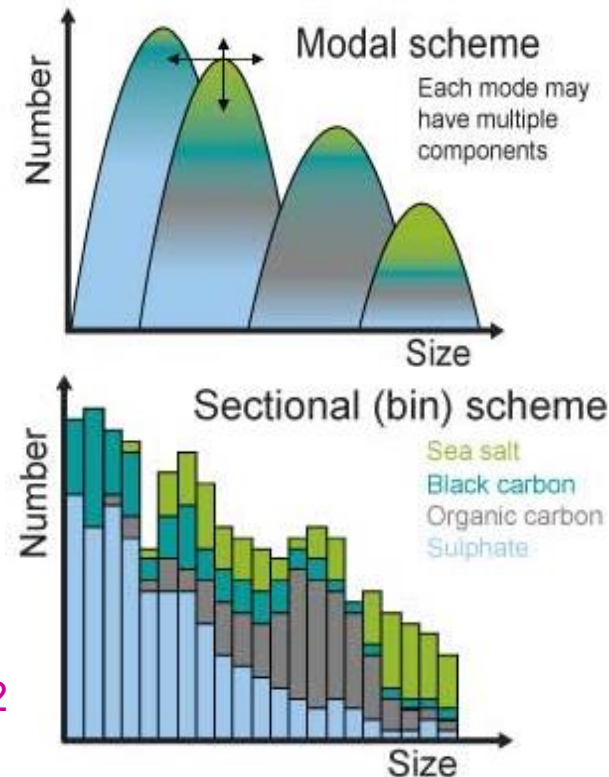 Modal scheme
Each mode may
have multiple
components
Number
Size
Sectional (bin) scheme
Sea salt
Black carbon
Organic carbon
Sulphate
Number
2
Size